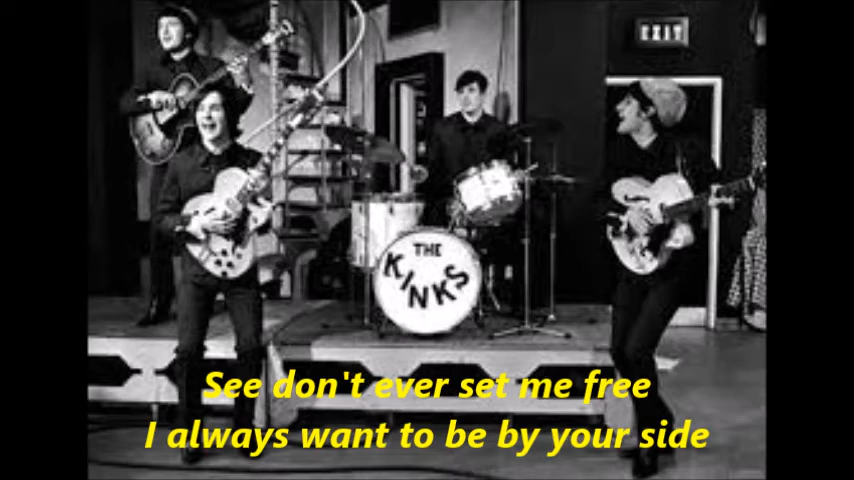 EXIT
THE
KINKS
See don't ever set me free
I always want to be by your side